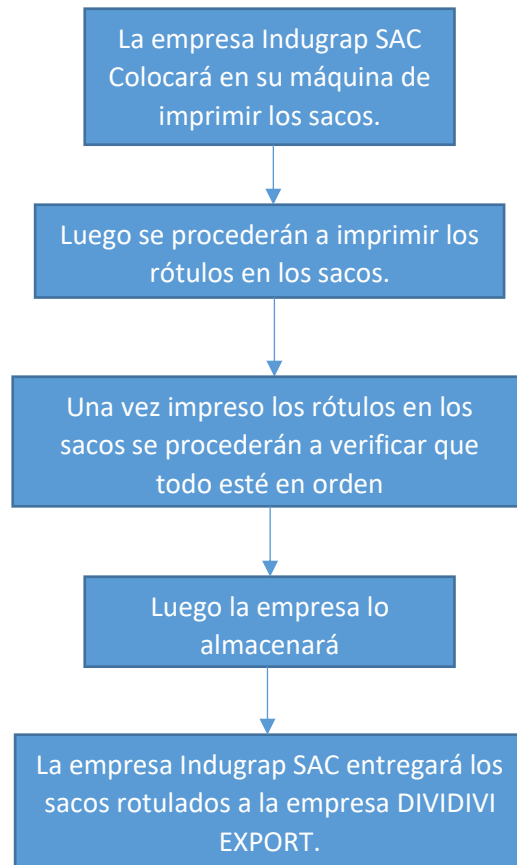 La empresa Indugrap SAC
Colocará en su máquina de
imprimir los sacos.
Luego se procederán a imprimir los
rótulos en los sacos.
Una vez impreso los rótulos en los
sacos se procederán a verificar que
todo esté en orden
Luego la empresa lo
almacenará
La empresa Indugrap SAC entregará los
sacos rotulados a la empresa DIVIDIVI
EXPORT.